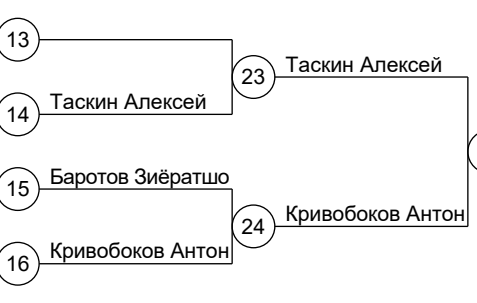 13
Таскин Алексей
23
Таскин Алексей
14
Баротов Зиёратшо
15
Кривобоков Антон
24
Кривобоков Антон
16